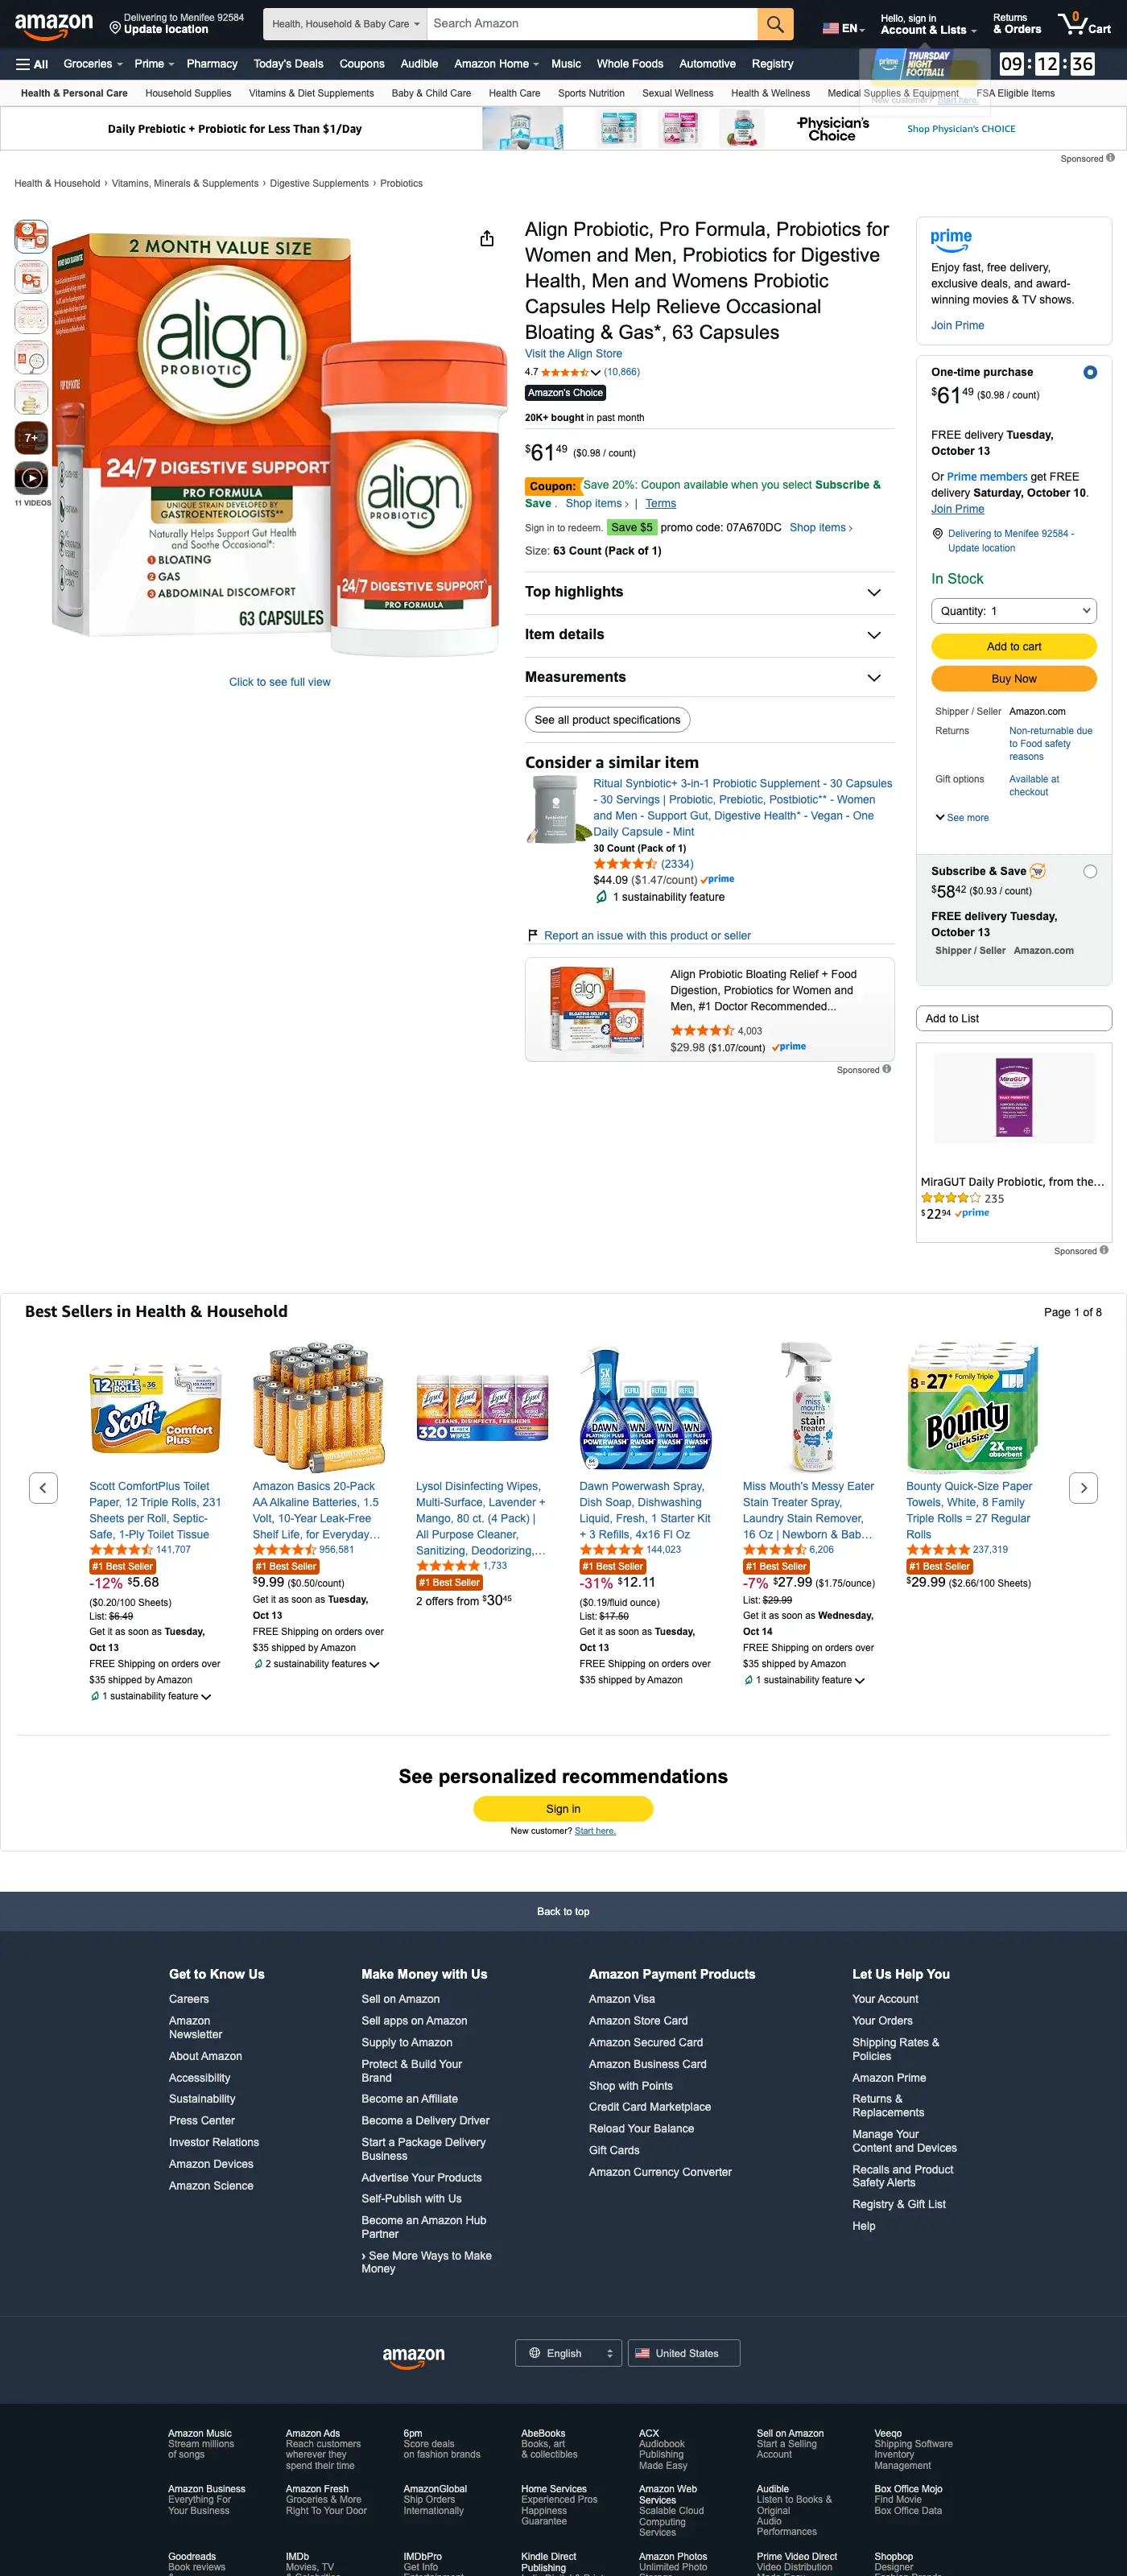 amazon
Delivering to Menifee 92584
Update location
Health, Household & Baby Care
Search Amazon
EN
Hello, sign in
Account & Lists
Returns
& Orders
0
Cart
All
Groceries
Prime
Pharmacy
Today's Deals
Coupons
Audible
Amazon Home
Music
Whole Foods
Automotive
Registry
prime
THURSDAY
NIGHT
FOOTBALL
09 : 12 : 36
New customer? Start here.
Health & Personal Care
Household Supplies
Vitamins & Diet Supplements
Baby & Child Care
Health Care
Sports Nutrition
Sexual Wellness
Health & Wellness
Medical Supplies & Equipment
FSA Eligible Items
Daily Prebiotic + Probiotic for Less Than $1/Day
Physician's
Choice
Shop Physician's CHOICE
Sponsored
Health & Household › Vitamins, Minerals & Supplements › Digestive Supplements › Probiotics
7+
11 VIDEOS
2 MONTH VALUE SIZE
align
PROBIOTIC
24/7 DIGESTIVE SUPPORT
PRO FORMULA
UNIQUE STRAIN DEVELOPED BY
GASTROENTEROLOGISTS**
Naturally Helps Support Gut Health
and Soothe Occasional*:
1 BLOATING
2 GAS
3 ABDOMINAL DISCOMFORT
63 CAPSULES
align
PROBIOTIC
24/7 DIGESTIVE SUPPORT
PRO FORMULA
Click to see full view
Align Probiotic, Pro Formula, Probiotics for
Women and Men, Probiotics for Digestive
Health, Men and Womens Probiotic
Capsules Help Relieve Occasional
Bloating & Gas*, 63 Capsules
Visit the Align Store
4.7
(10,866)
Amazon's Choice
20K+ bought in past month
$61 49 ($0.98 / count)
Coupon: Save 20%: Coupon available when you select Subscribe &
Save . Shop items › | Terms
Sign in to redeem. Save $5 promo code: 07A670DC Shop items ›
Size: 63 Count (Pack of 1)
Top highlights
Item details
Measurements
See all product specifications
Consider a similar item
Ritual Synbiotic+ 3-in-1 Probiotic Supplement - 30 Capsules
- 30 Servings | Probiotic, Prebiotic, Postbiotic** - Women
and Men - Support Gut, Digestive Health* - Vegan - One
Daily Capsule - Mint
30 Count (Pack of 1)
(2334)
$44.09 ($1.47/count) prime
1 sustainability feature
Report an issue with this product or seller
Align Probiotic Bloating Relief + Food
Digestion, Probiotics for Women and
Men, #1 Doctor Recommended...
4,003
$29.98 ($1.07/count) prime
Sponsored
prime
Enjoy fast, free delivery,
exclusive deals, and award-
winning movies & TV shows.
Join Prime
One-time purchase
$61 49 ($0.98 / count)
FREE delivery Tuesday,
October 13
Or Prime members get FREE
delivery Saturday, October 10.
Join Prime
Delivering to Menifee 92584 -
Update location
In Stock
Quantity: 1
Add to cart
Buy Now
Shipper / Seller Amazon.com
Returns Non-returnable due
to Food safety
reasons
Gift options Available at
checkout
See more
Subscribe & Save
$58 42 ($0.93 / count)
FREE delivery Tuesday,
October 13
Shipper / Seller Amazon.com
Add to List
MiraGUT
MiraGUT Daily Probiotic, from the...
235
$22 94 prime
Sponsored
Best Sellers in Health & Household
Page 1 of 8
Scott ComfortPlus Toilet
Paper, 12 Triple Rolls, 231
Sheets per Roll, Septic-
Safe, 1-Ply Toilet Tissue
141,707
#1 Best Seller
-12% $5.68
($0.20/100 Sheets)
List: $6.49
Get it as soon as Tuesday,
Oct 13
FREE Shipping on orders over
$35 shipped by Amazon
1 sustainability feature
Amazon Basics 20-Pack
AA Alkaline Batteries, 1.5
Volt, 10-Year Leak-Free
Shelf Life, for Everyday...
956,581
#1 Best Seller
$9.99 ($0.50/count)
Get it as soon as Tuesday,
Oct 13
FREE Shipping on orders over
$35 shipped by Amazon
2 sustainability features
Lysol Disinfecting Wipes,
Multi-Surface, Lavender +
Mango, 80 ct. (4 Pack) |
All Purpose Cleaner,
Sanitizing, Deodorizing,...
1,733
#1 Best Seller
2 offers from $30 45
Dawn Powerwash Spray,
Dish Soap, Dishwashing
Liquid, Fresh, 1 Starter Kit
+ 3 Refills, 4x16 Fl Oz
144,023
#1 Best Seller
-31% $12.11
($0.19/fluid ounce)
List: $17.50
Get it as soon as Tuesday,
Oct 13
FREE Shipping on orders over
$35 shipped by Amazon
Miss Mouth's Messy Eater
Stain Treater Spray,
Laundry Stain Remover,
16 Oz | Newborn & Bab...
6,206
#1 Best Seller
-7% $27.99 ($1.75/ounce)
List: $29.99
Get it as soon as Wednesday,
Oct 14
FREE Shipping on orders over
$35 shipped by Amazon
1 sustainability feature
Bounty Quick-Size Paper
Towels, White, 8 Family
Triple Rolls = 27 Regular
Rolls
237,319
#1 Best Seller
$29.99 ($2.66/100 Sheets)
See personalized recommendations
Sign in
New customer? Start here.
Back to top
Get to Know Us
Careers
Amazon
Newsletter
About Amazon
Accessibility
Sustainability
Press Center
Investor Relations
Amazon Devices
Amazon Science
Make Money with Us
Sell on Amazon
Sell apps on Amazon
Supply to Amazon
Protect & Build Your
Brand
Become an Affiliate
Become a Delivery Driver
Start a Package Delivery
Business
Advertise Your Products
Self-Publish with Us
Become an Amazon Hub
Partner
› See More Ways to Make
Money
Amazon Payment Products
Amazon Visa
Amazon Store Card
Amazon Secured Card
Amazon Business Card
Shop with Points
Credit Card Marketplace
Reload Your Balance
Gift Cards
Amazon Currency Converter
Let Us Help You
Your Account
Your Orders
Shipping Rates &
Policies
Amazon Prime
Returns &
Replacements
Manage Your
Content and Devices
Recalls and Product
Safety Alerts
Registry & Gift List
Help
amazon
English
United States
Amazon Music
Stream millions
of songs
Amazon Ads
Reach customers
wherever they
spend their time
6pm
Score deals
on fashion brands
AbeBooks
Books, art
& collectibles
ACX
Audiobook
Publishing
Made Easy
Sell on Amazon
Start a Selling
Account
Veeqo
Shipping Software
Inventory
Management
Amazon Business
Everything For
Your Business
Amazon Fresh
Groceries & More
Right To Your Door
AmazonGlobal
Ship Orders
Internationally
Home Services
Experienced Pros
Happiness
Guarantee
Amazon Web
Services
Scalable Cloud
Computing
Services
Audible
Listen to Books &
Original
Audio
Performances
Box Office Mojo
Find Movie
Box Office Data
Goodreads
Book reviews
IMDb
Movies, TV
IMDbPro
Get Info
Kindle Direct
Publishing
Amazon Photos
Unlimited Photo
Prime Video Direct
Video Distribution
Shopbop
Designer